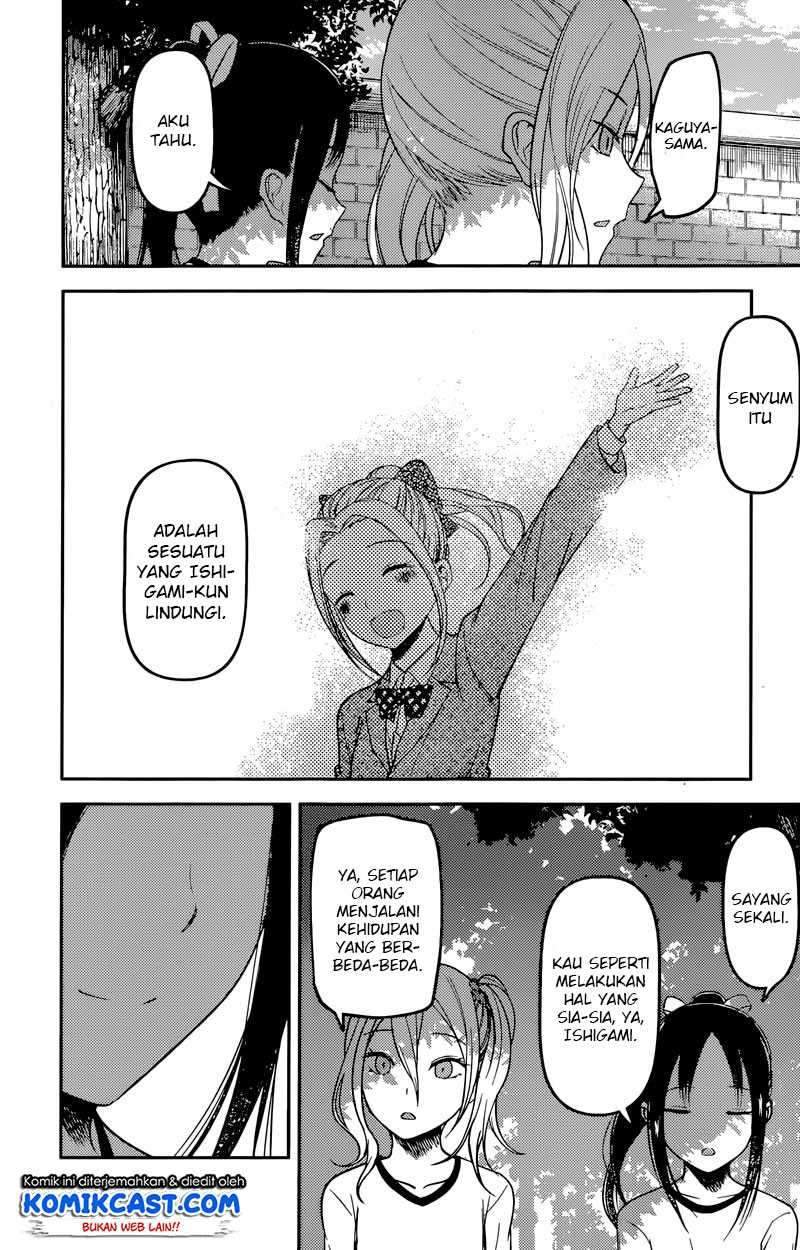 KAGUYA-
SAMA.
AKU
TAHU.
SENYUM
ITU
ADALAH
SESUATU
YANG ISHI-
GAMI-KUN
LINDUNGI.
SAYANG
SEKALI.
KAU SEPERTI
MELAKUKAN
HAL YANG
SIA-SIA, YA,
ISHIGAMI.
YA, SETIAP
ORANG
MENJALANI
KEHIDUPAN
YANG BER-
BEDA-BEDA.
Komik ini diterjemahkan & diedit oleh
KOMIKCAST.COM
BUKAN WEB LAIN!!